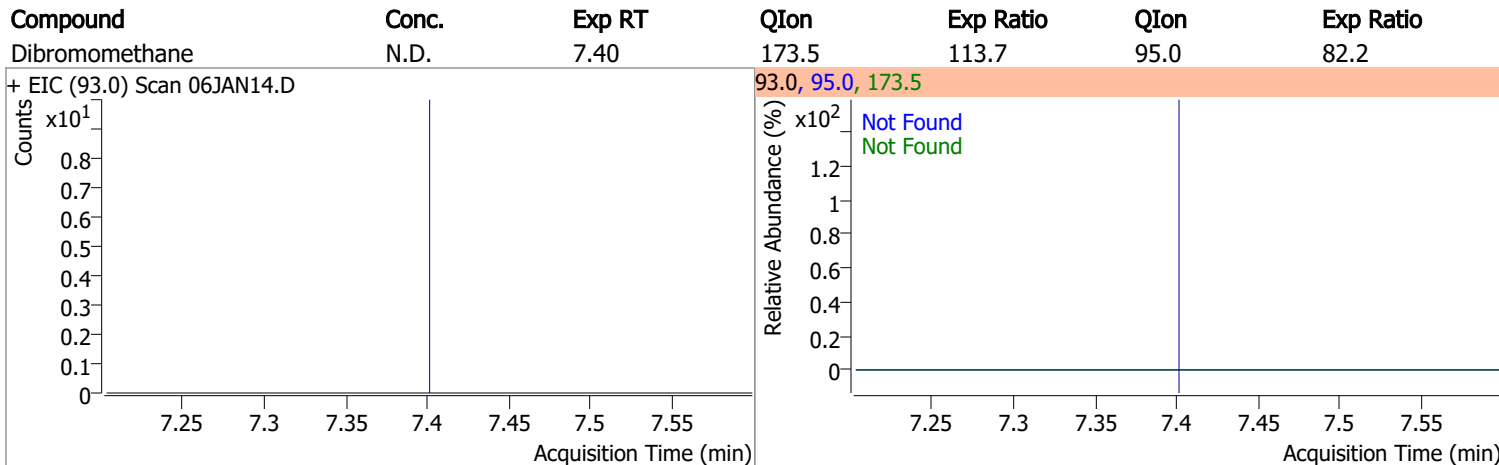 Compound Conc. Exp RT QIon Exp Ratio QIon Exp Ratio
Dibromomethane N.D. 7.40 173.5 113.7 95.0 82.2
+ EIC (93.0) Scan 06JAN14.D
Counts
x10¹
0.8
0.7
0.6
0.5
0.4
0.3
0.2
0.1
0
7.25 7.3 7.35 7.4 7.45 7.5 7.55
Acquisition Time (min)
93.0, 95.0, 173.5
Relative Abundance (%)
x10²
Not Found
Not Found
1.2
1
0.8
0.6
0.4
0.2
0
7.25 7.3 7.35 7.4 7.45 7.5 7.55
Acquisition Time (min)